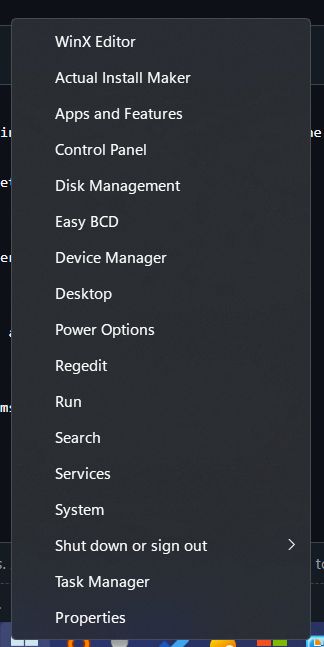 WinX Editor
Actual Install Maker
Apps and Features
Control Panel
Disk Management
Easy BCD
Device Manager
Desktop
Power Options
Regedit
Run
Search
Services
System
Shut down or sign out
Task Manager
Properties